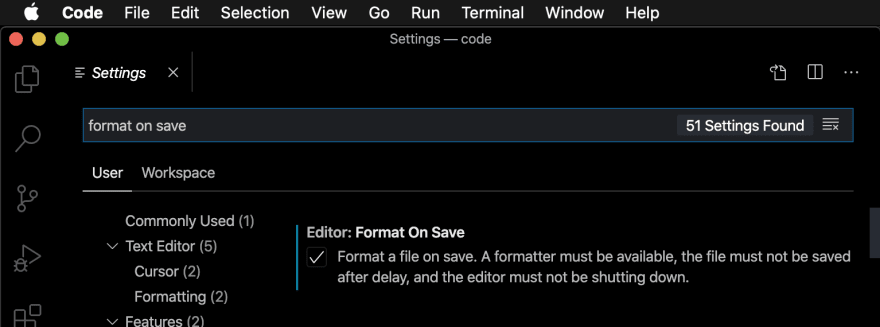 Code File Edit Selection View Go Run Terminal Window Help
Settings — code
Settings
format on save 51 Settings Found
User Workspace
Commonly Used (1)
Text Editor (5)
Cursor (2)
Formatting (2)
Features (2)
Editor: Format On Save
Format a file on save. A formatter must be available, the file must not be saved
after delay, and the editor must not be shutting down.